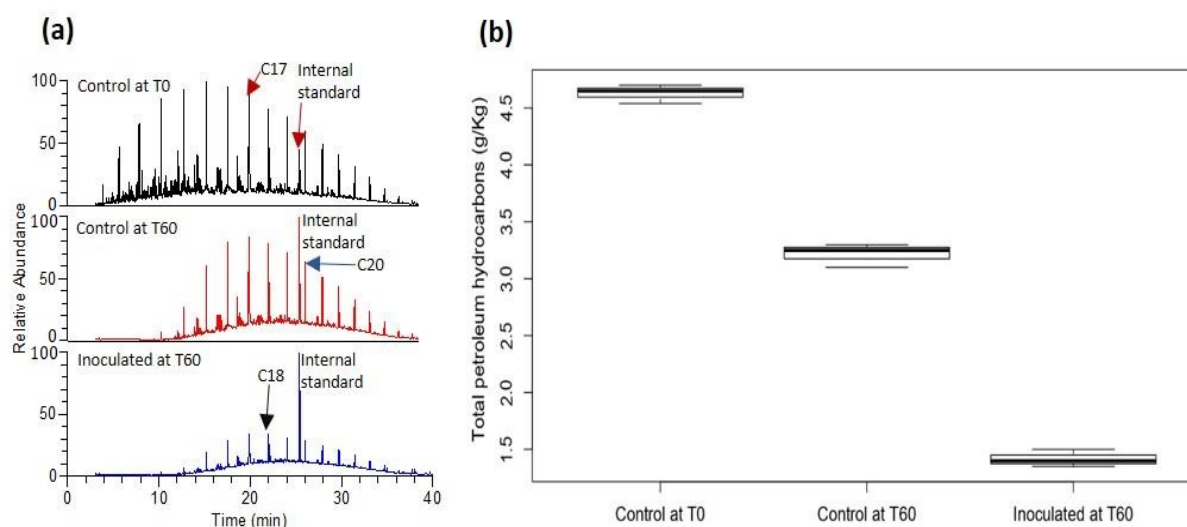 (a)
Control at T0
C17
Internal
standard
100
50
0
Control at T60
Internal
standard
C20
100
50
0
Inoculated at T60
C18
Internal
standard
100
50
0
Relative Abundance
0 10 20 30 40
Time (min)
(b)
Total petroleum hydrocarbons (g/Kg)
4.5
4.0
3.5
3.0
2.5
2.0
1.5
Control at T0 Control at T60 Inoculated at T60